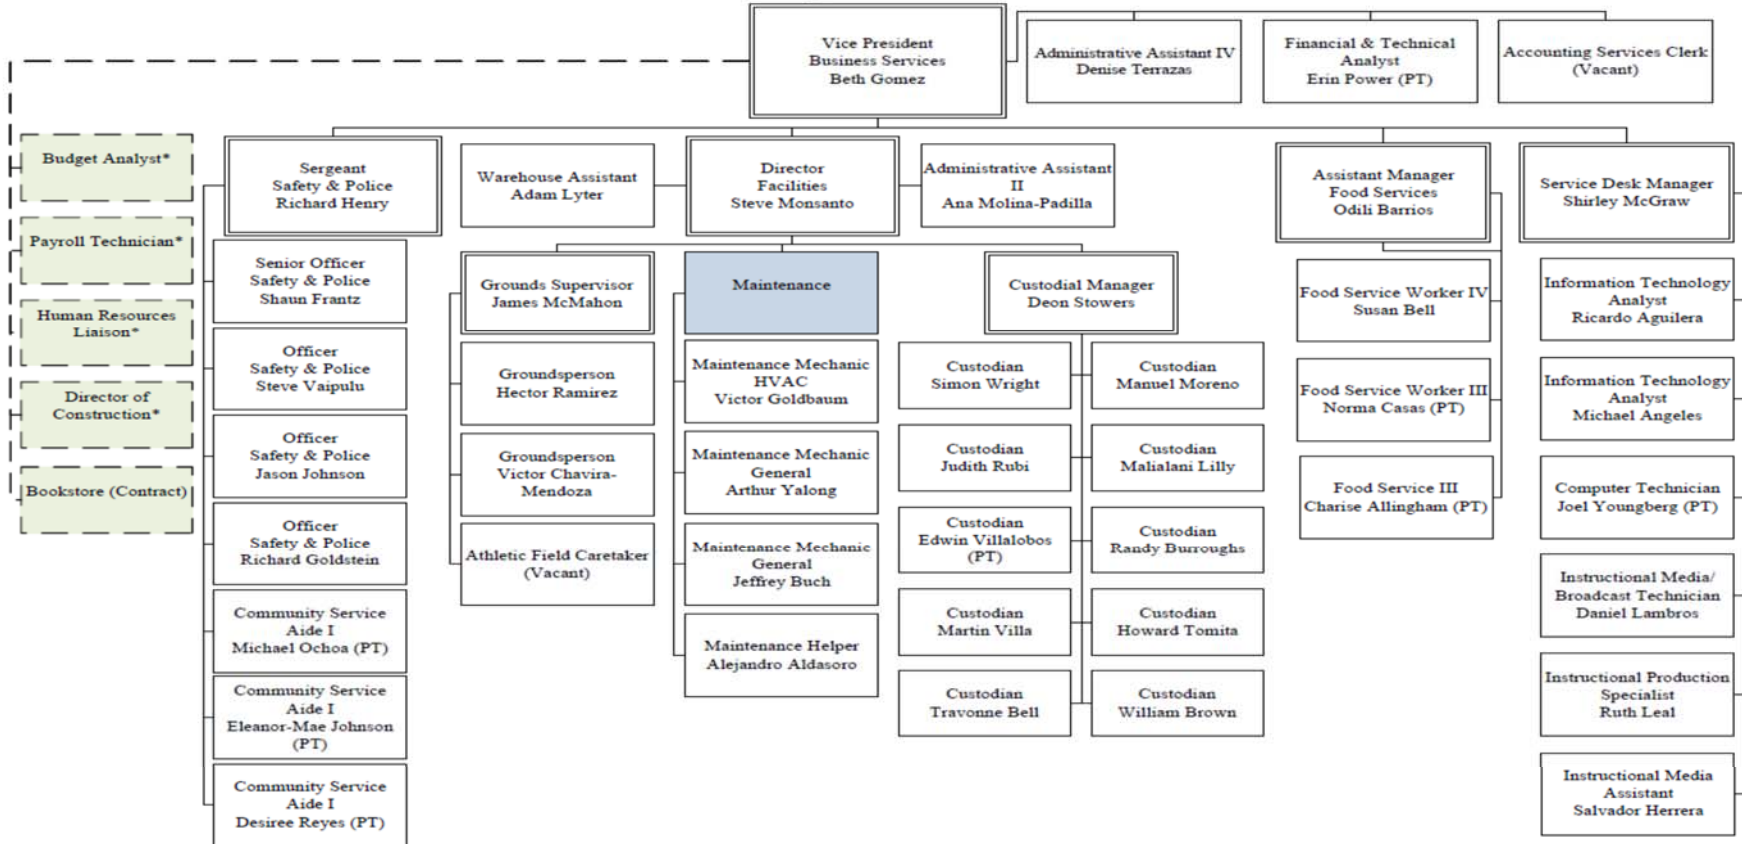 Vice President
Business Services
Beth Gomez
Administrative Assistant IV
Denise Terrazas
Financial & Technical
Analyst
Erin Power (PT)
Accounting Services Clerk
(Vacant)
Budget Analyst*
Payroll Technician*
Human Resources
Liaison*
Director of
Construction*
Bookstore (Contract)
Sergeant
Safety & Police
Richard Henry
Senior Officer
Safety & Police
Shaun Frantz
Officer
Safety & Police
Steve Vaipulu
Officer
Safety & Police
Jason Johnson
Officer
Safety & Police
Richard Goldstein
Community Service
Aide I
Michael Ochoa (PT)
Community Service
Aide I
Eleanor-Mae Johnson
(PT)
Community Service
Aide I
Desiree Reyes (PT)
Warehouse Assistant
Adam Lyter
Director
Facilities
Steve Monsanto
Administrative Assistant
II
Ana Molina-Padilla
Grounds Supervisor
James McMahon
Groundsperson
Hector Ramirez
Groundsperson
Victor Chavira-
Mendoza
Athletic Field Caretaker
(Vacant)
Maintenance
Maintenance Mechanic
HVAC
Victor Goldbaum
Maintenance Mechanic
General
Arthur Yalong
Maintenance Mechanic
General
Jeffrey Buch
Maintenance Helper
Alejandro Aldasoro
Custodial Manager
Deon Stowers
Custodian
Simon Wright
Custodian
Manuel Moreno
Custodian
Judith Rubi
Custodian
Malialani Lilly
Custodian
Edwin Villalobos
(PT)
Custodian
Randy Burroughs
Custodian
Martin Villa
Custodian
Howard Tomita
Custodian
Travonne Bell
Custodian
William Brown
Assistant Manager
Food Services
Odili Barrios
Food Service Worker IV
Susan Bell
Food Service Worker III
Norma Casas (PT)
Food Service III
Charise Allingham (PT)
Service Desk Manager
Shirley McGraw
Information Technology
Analyst
Ricardo Aguilera
Information Technology
Analyst
Michael Angeles
Computer Technician
Joel Youngberg (PT)
Instructional Media/
Broadcast Technician
Daniel Lambros
Instructional Production
Specialist
Ruth Leal
Instructional Media
Assistant
Salvador Herrera